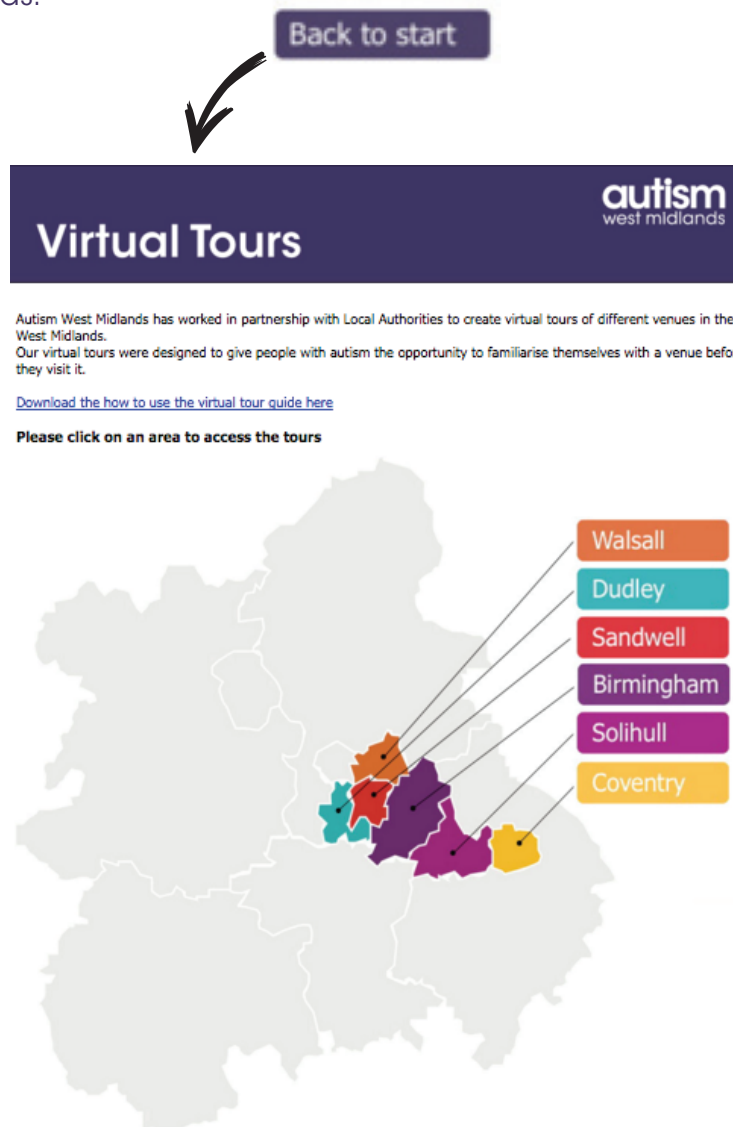 Back to start
autism
west midlands
Virtual Tours
Autism West Midlands has worked in partnership with Local Authorities to create virtual tours of different venues in the
West Midlands.
Our virtual tours were designed to give people with autism the opportunity to familiarise themselves with a venue befo
they visit it.
Download the how to use the virtual tour guide here
Please click on an area to access the tours
Walsall
Dudley
Sandwell
Birmingham
Solihull
Coventry